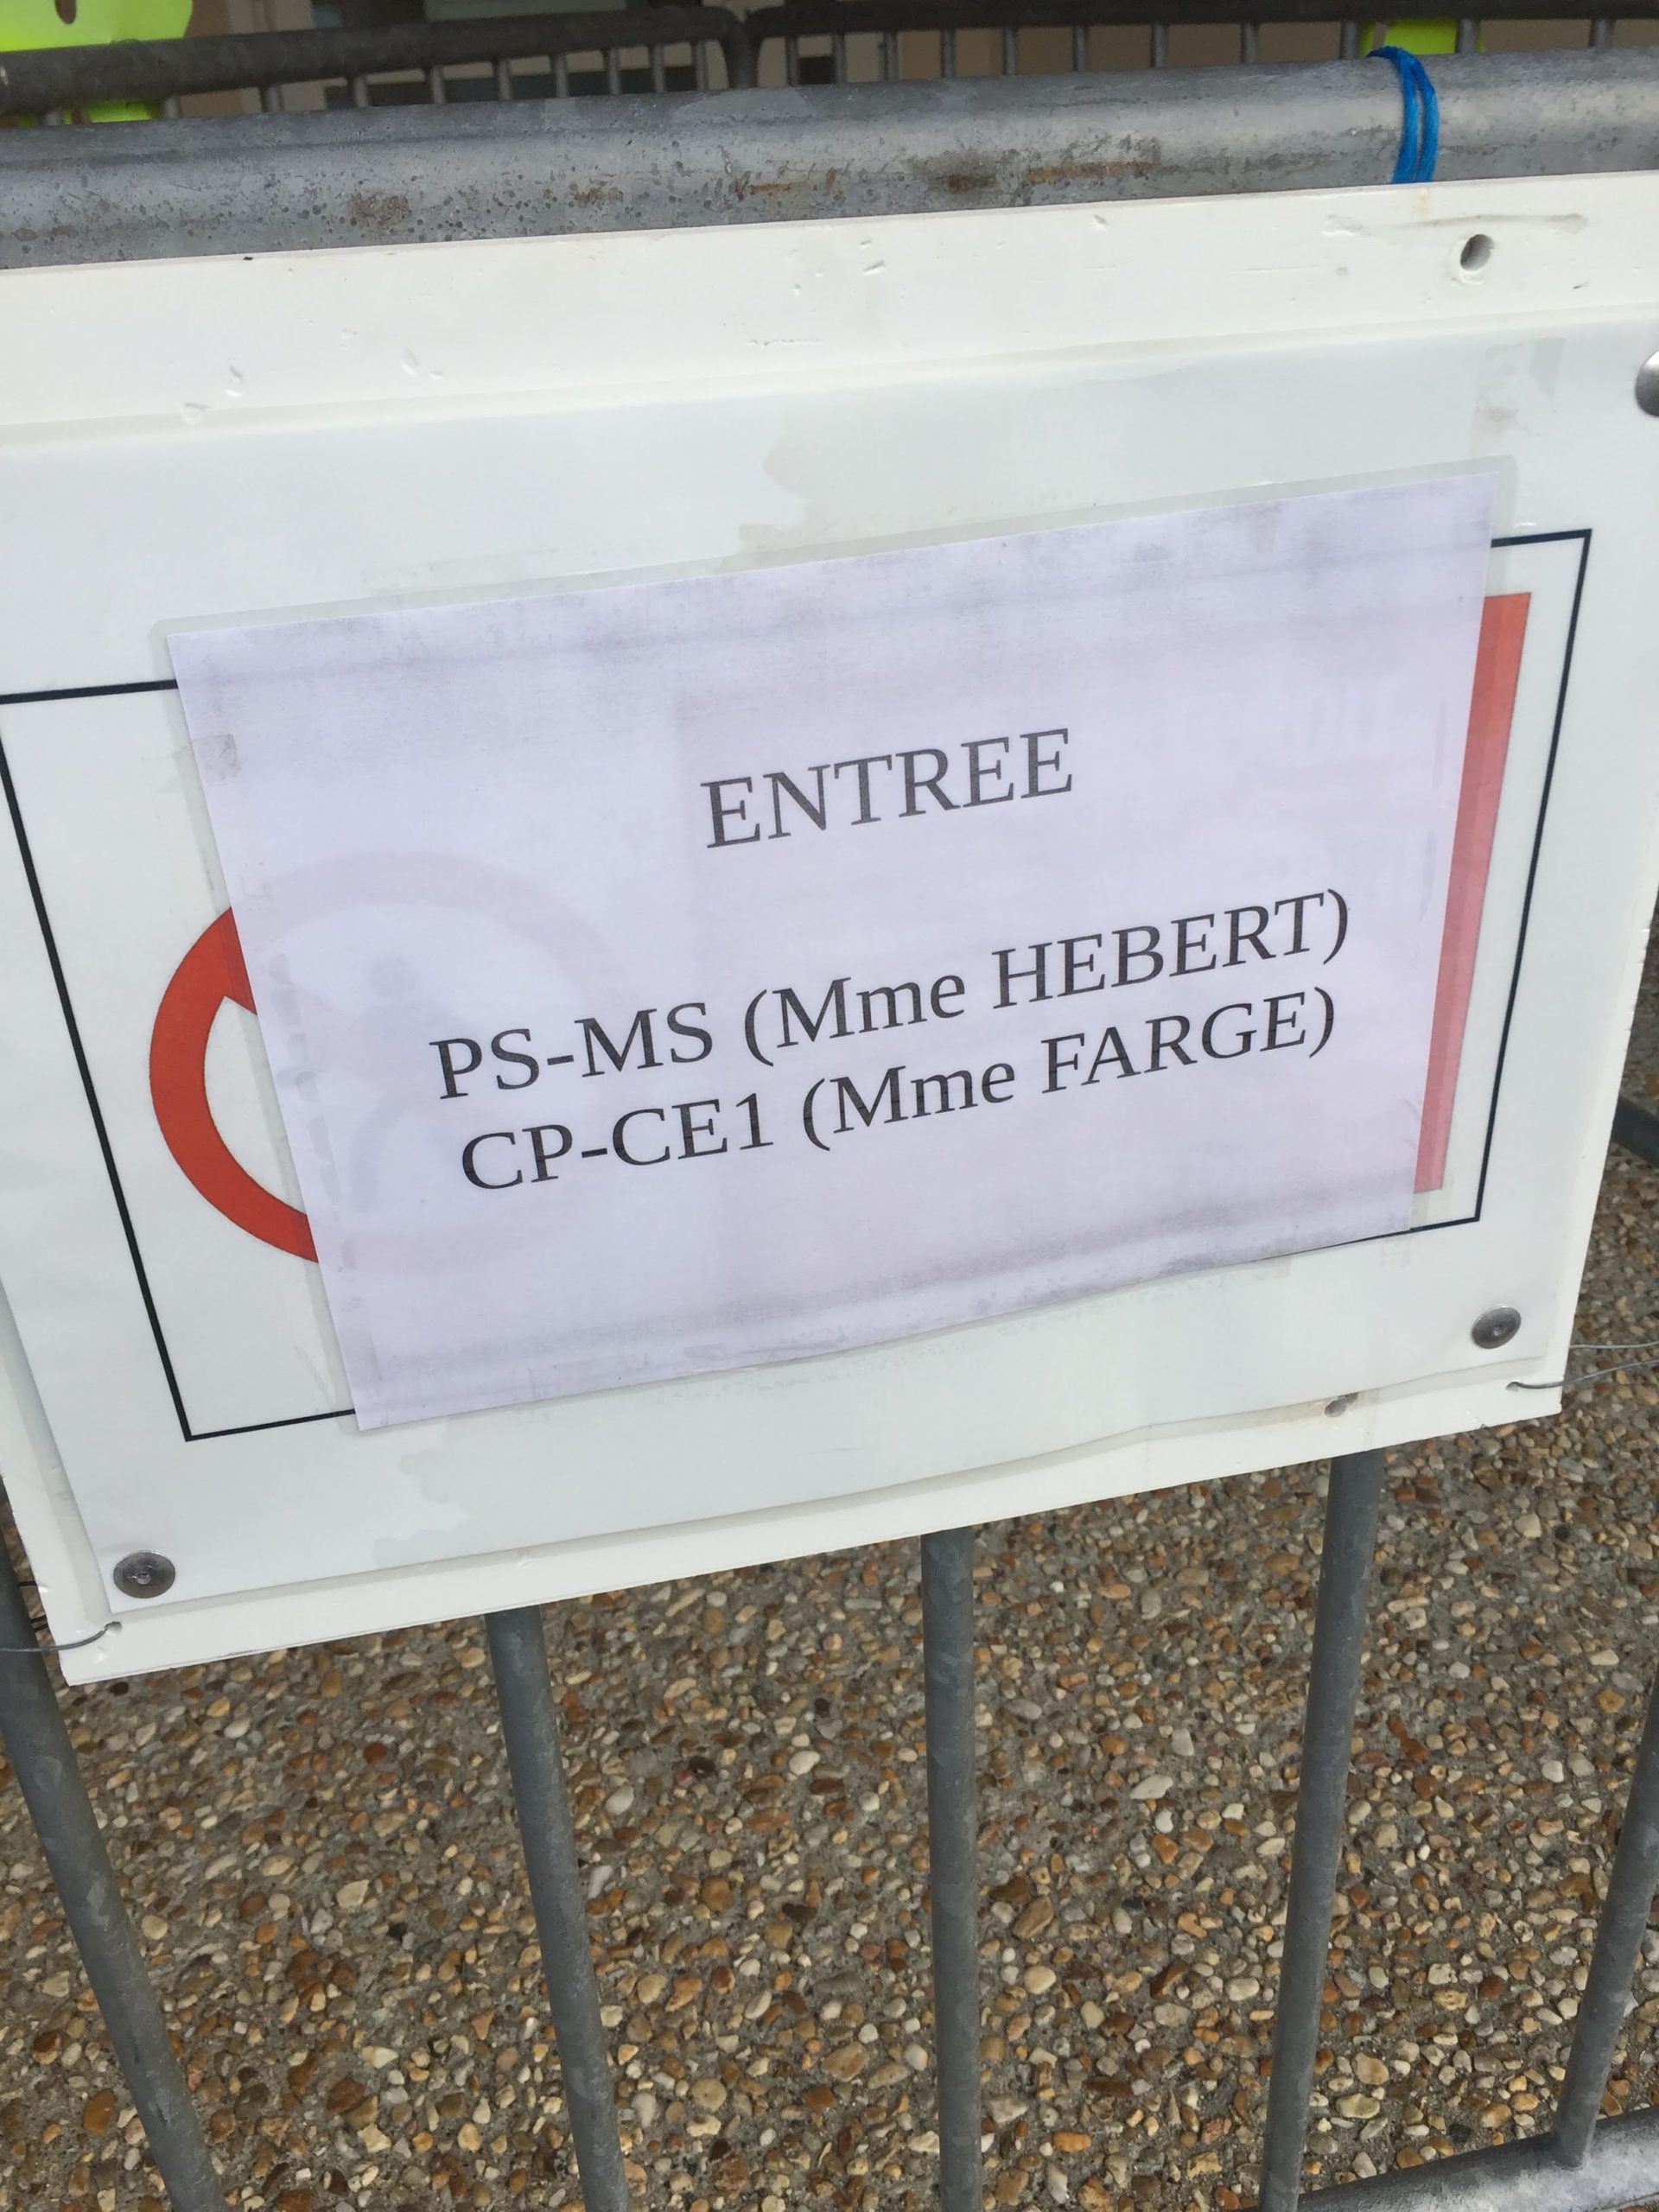 ENTREE
PS-MS (Mme HEBERT)
CP-CE1 (Mme FARGE)